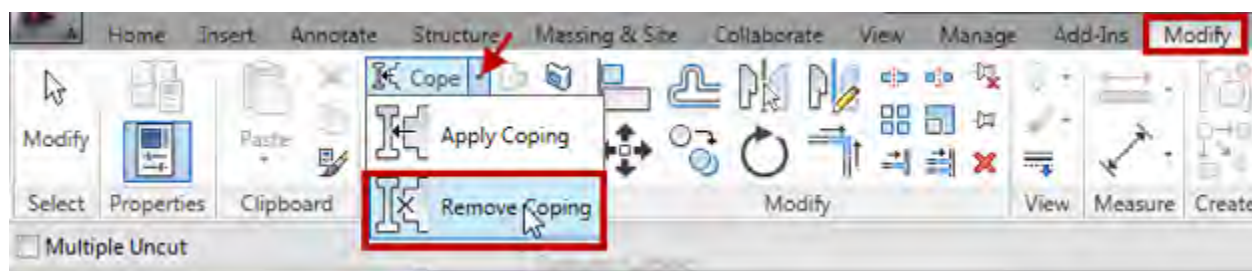 Home Insert Annotate Structure Massing & Site Collaborate View Manage Add-Ins Modify
Cope
Modify
Paste
Apply Coping
Remove Coping
Select Properties Clipboard Modify View Measure Create
Multiple Uncut